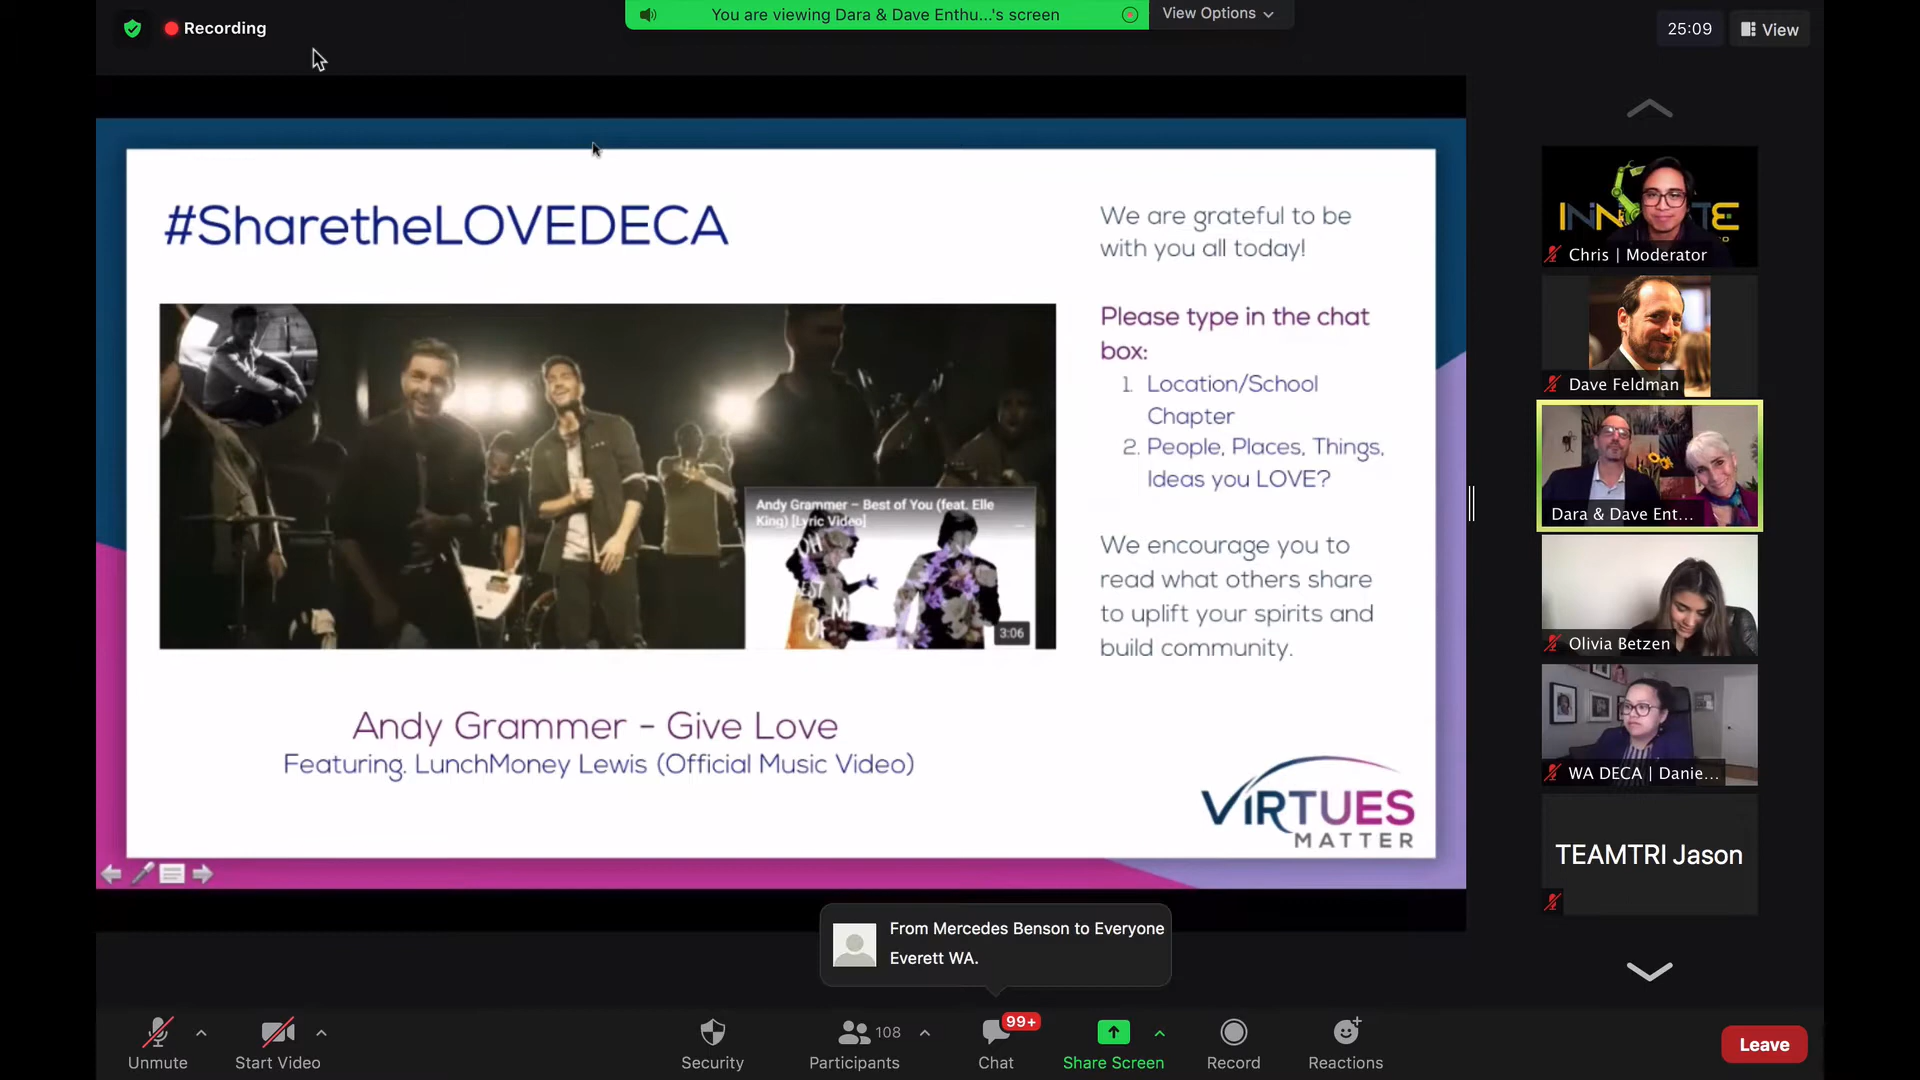 Recording
You are viewing Dara & Dave Enthu...'s screen
View Options
25:09
View
#SharetheLOVEDECA
We are grateful to be
with you all today!
Please type in the chat
box:
1. Location/School
Chapter
2. People, Places, Things,
Ideas you LOVE?
We encourage you to
read what others share
to uplift your spirits and
build community.
Andy Grammer – Best of You (feat. Elle
King) [Lyric Video]
OH
3:06
Andy Grammer - Give Love
Featuring. LunchMoney Lewis (Official Music Video)
VIRTUES
MATTER
Chris | Moderator
Dave Feldman
Dara & Dave Ent...
Olivia Betzen
WA DECA | Danie...
TEAMTRI Jason
From Mercedes Benson to Everyone
Everett WA.
Unmute
Start Video
Security
108
Participants
99+
Chat
Share Screen
Record
Reactions
Leave